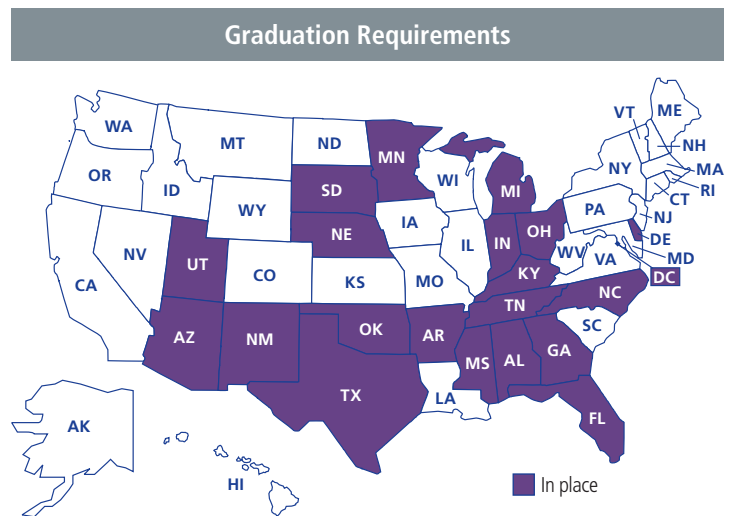 Graduation Requirements
WA
OR
ID
MT
ND
MN
SD
WY
NE
WI
MI
IA
IL
IN
OH
NV
UT
CO
KS
MO
KY
CA
AZ
NM
OK
AR
TN
TX
LA
MS
AL
GA
FL
SC
NC
VA
WV
PA
NY
VT
ME
NH
MA
RI
CT
NJ
DE
MD
DC
AK
HI
In place